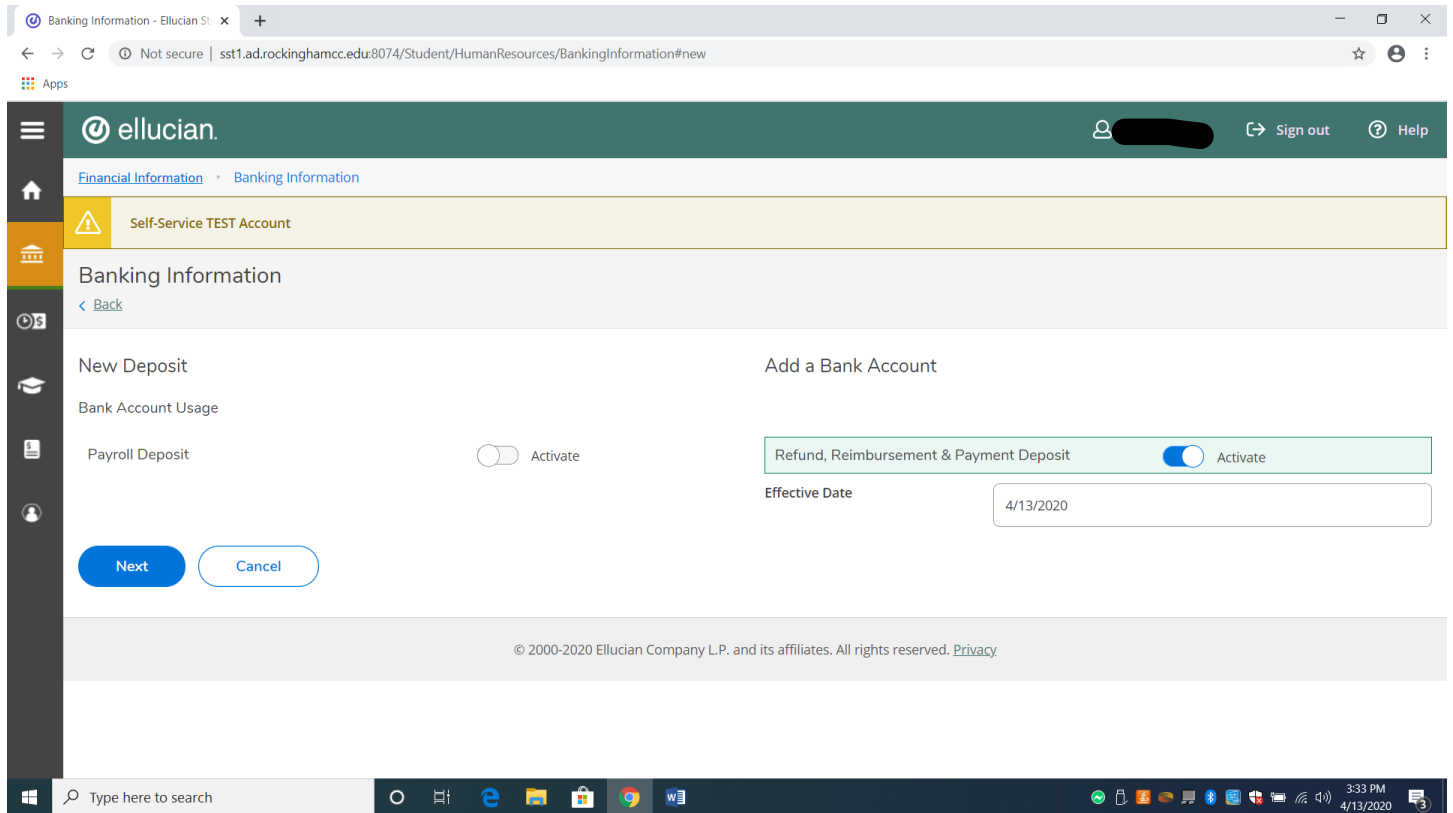 Banking Information - Ellucian St
Not secure | sst1.ad.rockinghamcc.edu:8074/Student/HumanResources/BankingInformation#new
Apps
ellucian.
Sign out
Help
Financial Information • Banking Information
Self-Service TEST Account
Banking Information
Back
New Deposit
Add a Bank Account
Bank Account Usage
Payroll Deposit
Activate
Refund, Reimbursement & Payment Deposit
Activate
Effective Date
4/13/2020
Next
Cancel
© 2000-2020 Ellucian Company L.P. and its affiliates. All rights reserved. Privacy
Type here to search
3:33 PM
4/13/2020
3